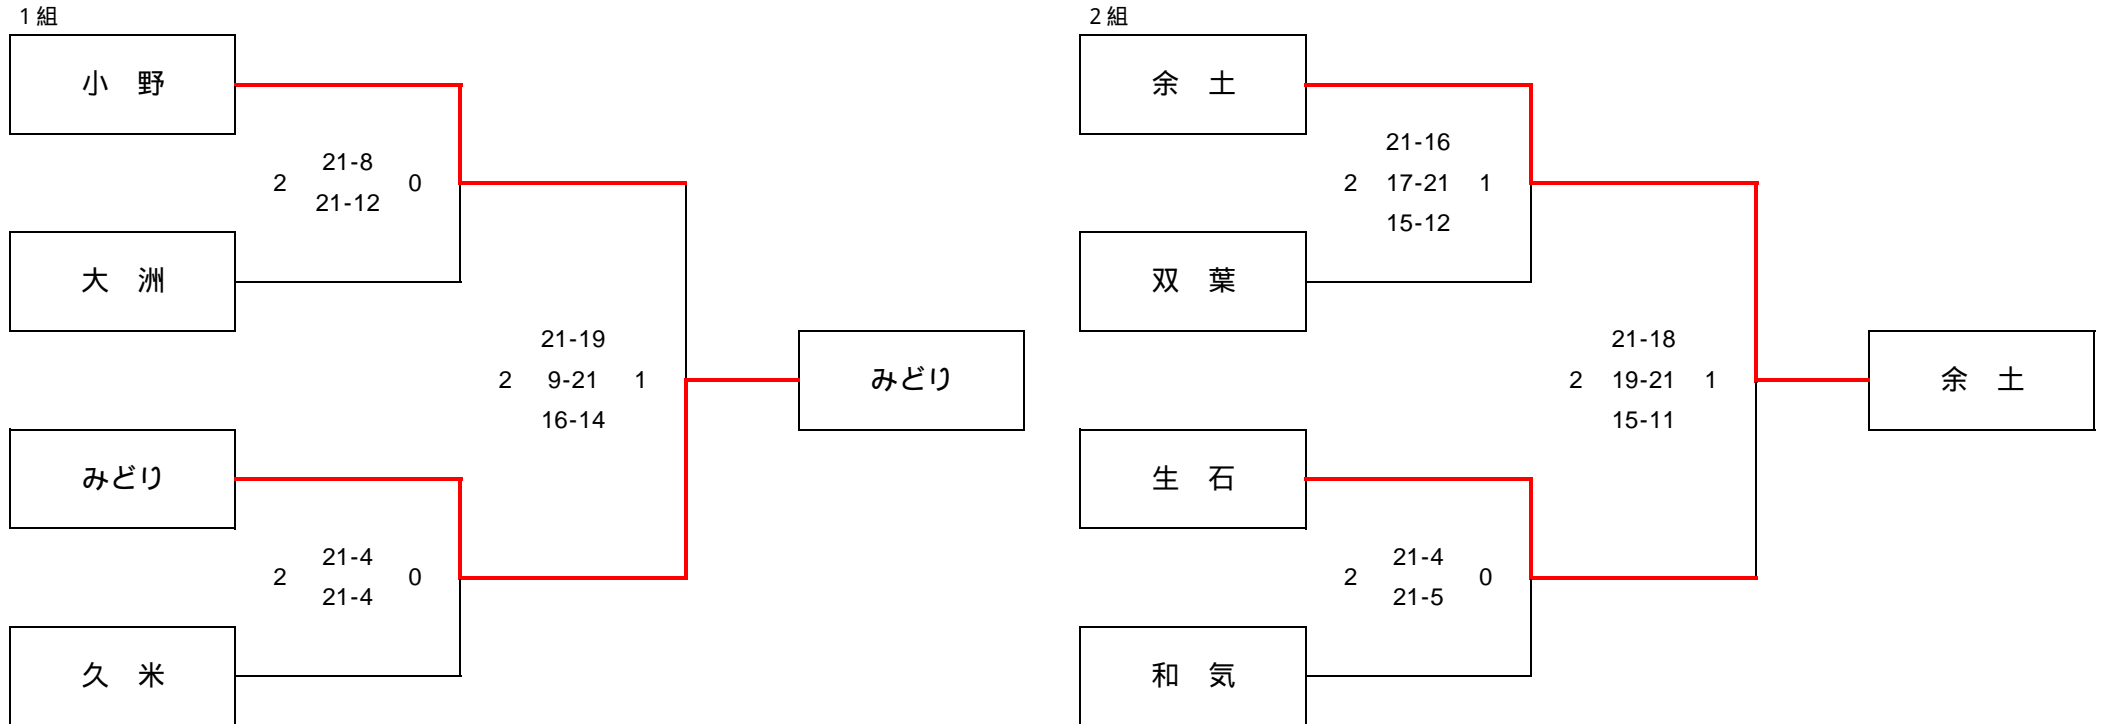 1組
小 野
2 21-8 0
21-12
大 洲
21-19
2 9-21 1
16-14
みどり
みどり
2 21-4 0
21-4
久 米
2組
余 土
21-16
2 17-21 1
15-12
双 葉
21-18
2 19-21 1
15-11
余 土
生 石
2 21-4 0
21-5
和 気